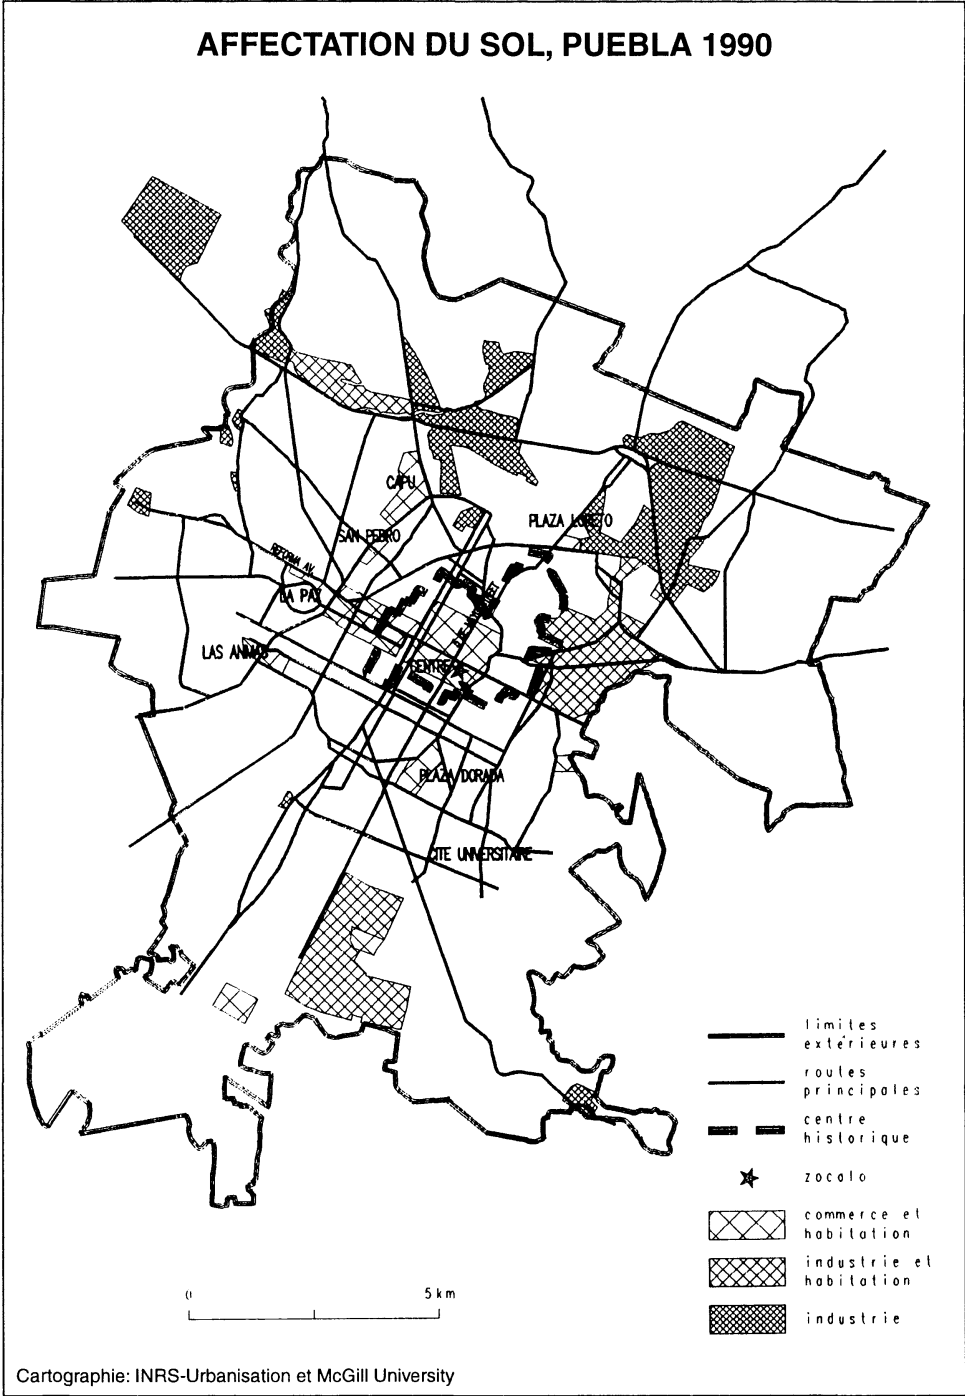 AFFECTATION DU SOL, PUEBLA 1990
CAPU
PLAZA LORETO
SAN PEDRO
REFORMA AV.
LA PAZ
LAS ANIMAS
CENTRE
PLAZA DORADA
CITE UNIVERSITAIRE
limites
extérieures
routes
principales
centre
historique
zocalo
commerce et
habitation
industrie et
habitation
industrie
0 5 km
Cartographie: INRS-Urbanisation et McGill University